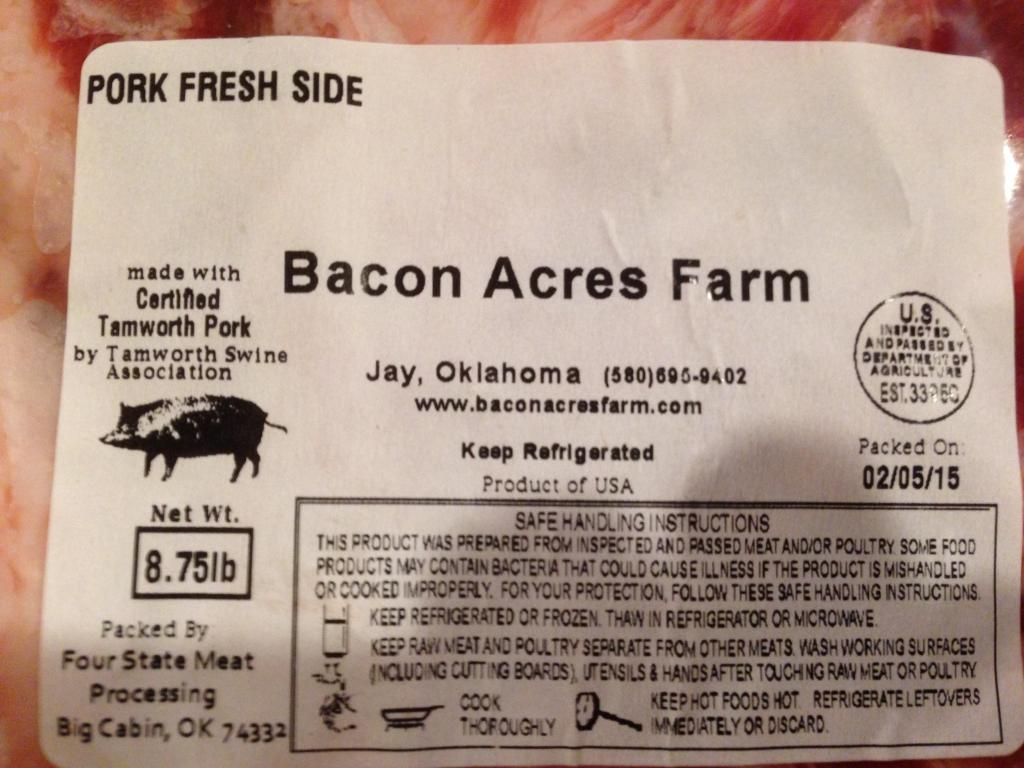 PORK FRESH SIDE
made with
Certified
Tamworth Pork
by Tamworth Swine
Association
Bacon Acres Farm
Jay, Oklahoma (580)695-9402
www.baconacresfarm.com
Keep Refrigerated
Product of USA
U.S.
INSPECTED
AND PASSED BY
DEPARTMENT OF
AGRICULTURE
EST.
Packed On:
02/05/15
Net Wt.
8.75lb
Packed By:
Four State Meat
Processing
Big Cabin, OK 74332
SAFE HANDLING INSTRUCTIONS
THIS PRODUCT WAS PREPARED FROM INSPECTED AND PASSED MEAT AND/OR POULTRY. SOME FOOD
PRODUCTS MAY CONTAIN BACTERIA THAT COULD CAUSE ILLNESS IF THE PRODUCT IS MISHANDLED
OR COOKED IMPROPERLY. FOR YOUR PROTECTION, FOLLOW THESE SAFE HANDLING INSTRUCTIONS.
KEEP REFRIGERATED OR FROZEN. THAW IN REFRIGERATOR OR MICROWAVE.
KEEP RAW MEAT AND POULTRY SEPARATE FROM OTHER MEATS. WASH WORKING SURFACES
(INCLUDING CUTTING BOARDS), UTENSILS & HANDS AFTER TOUCHING RAW MEAT OR POULTRY.
COOK
THOROUGHLY
KEEP HOT FOODS HOT. REFRIGERATE LEFTOVERS
IMMEDIATELY OR DISCARD.